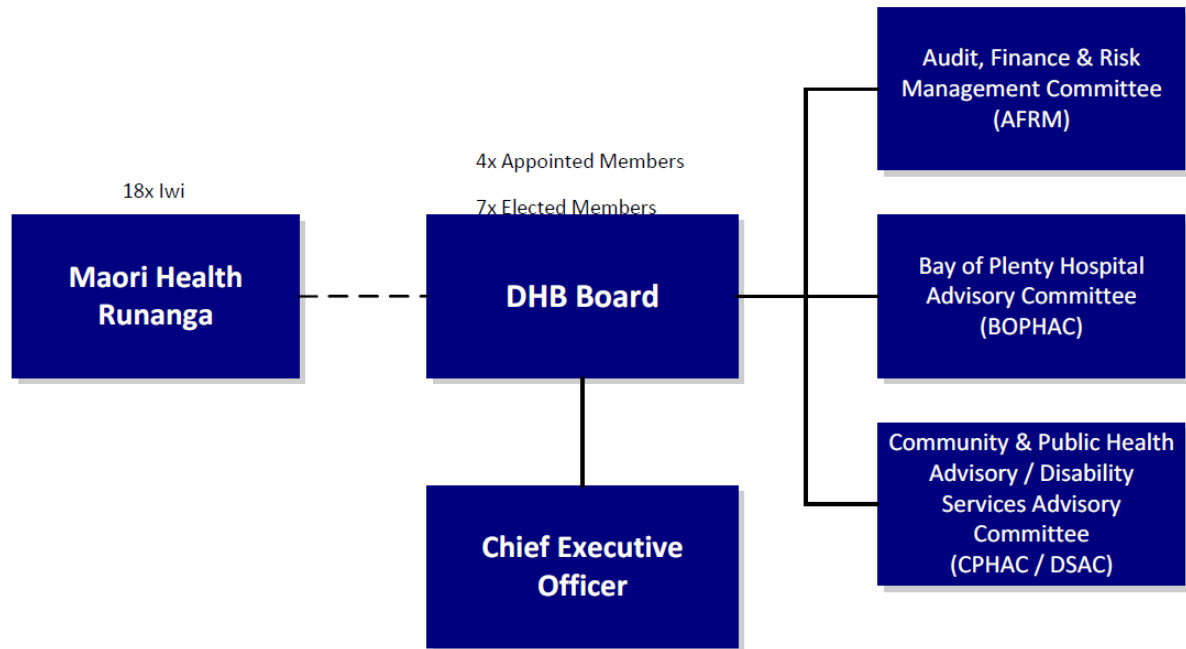 18x Iwi
Maori Health
Runanga
4x Appointed Members
7x Elected Members
DHB Board
Chief Executive
Officer
Audit, Finance & Risk
Management Committee
(AFRM)
Bay of Plenty Hospital
Advisory Committee
(BOPHAC)
Community & Public Health
Advisory / Disability
Services Advisory
Committee
(CPHAC / DSAC)